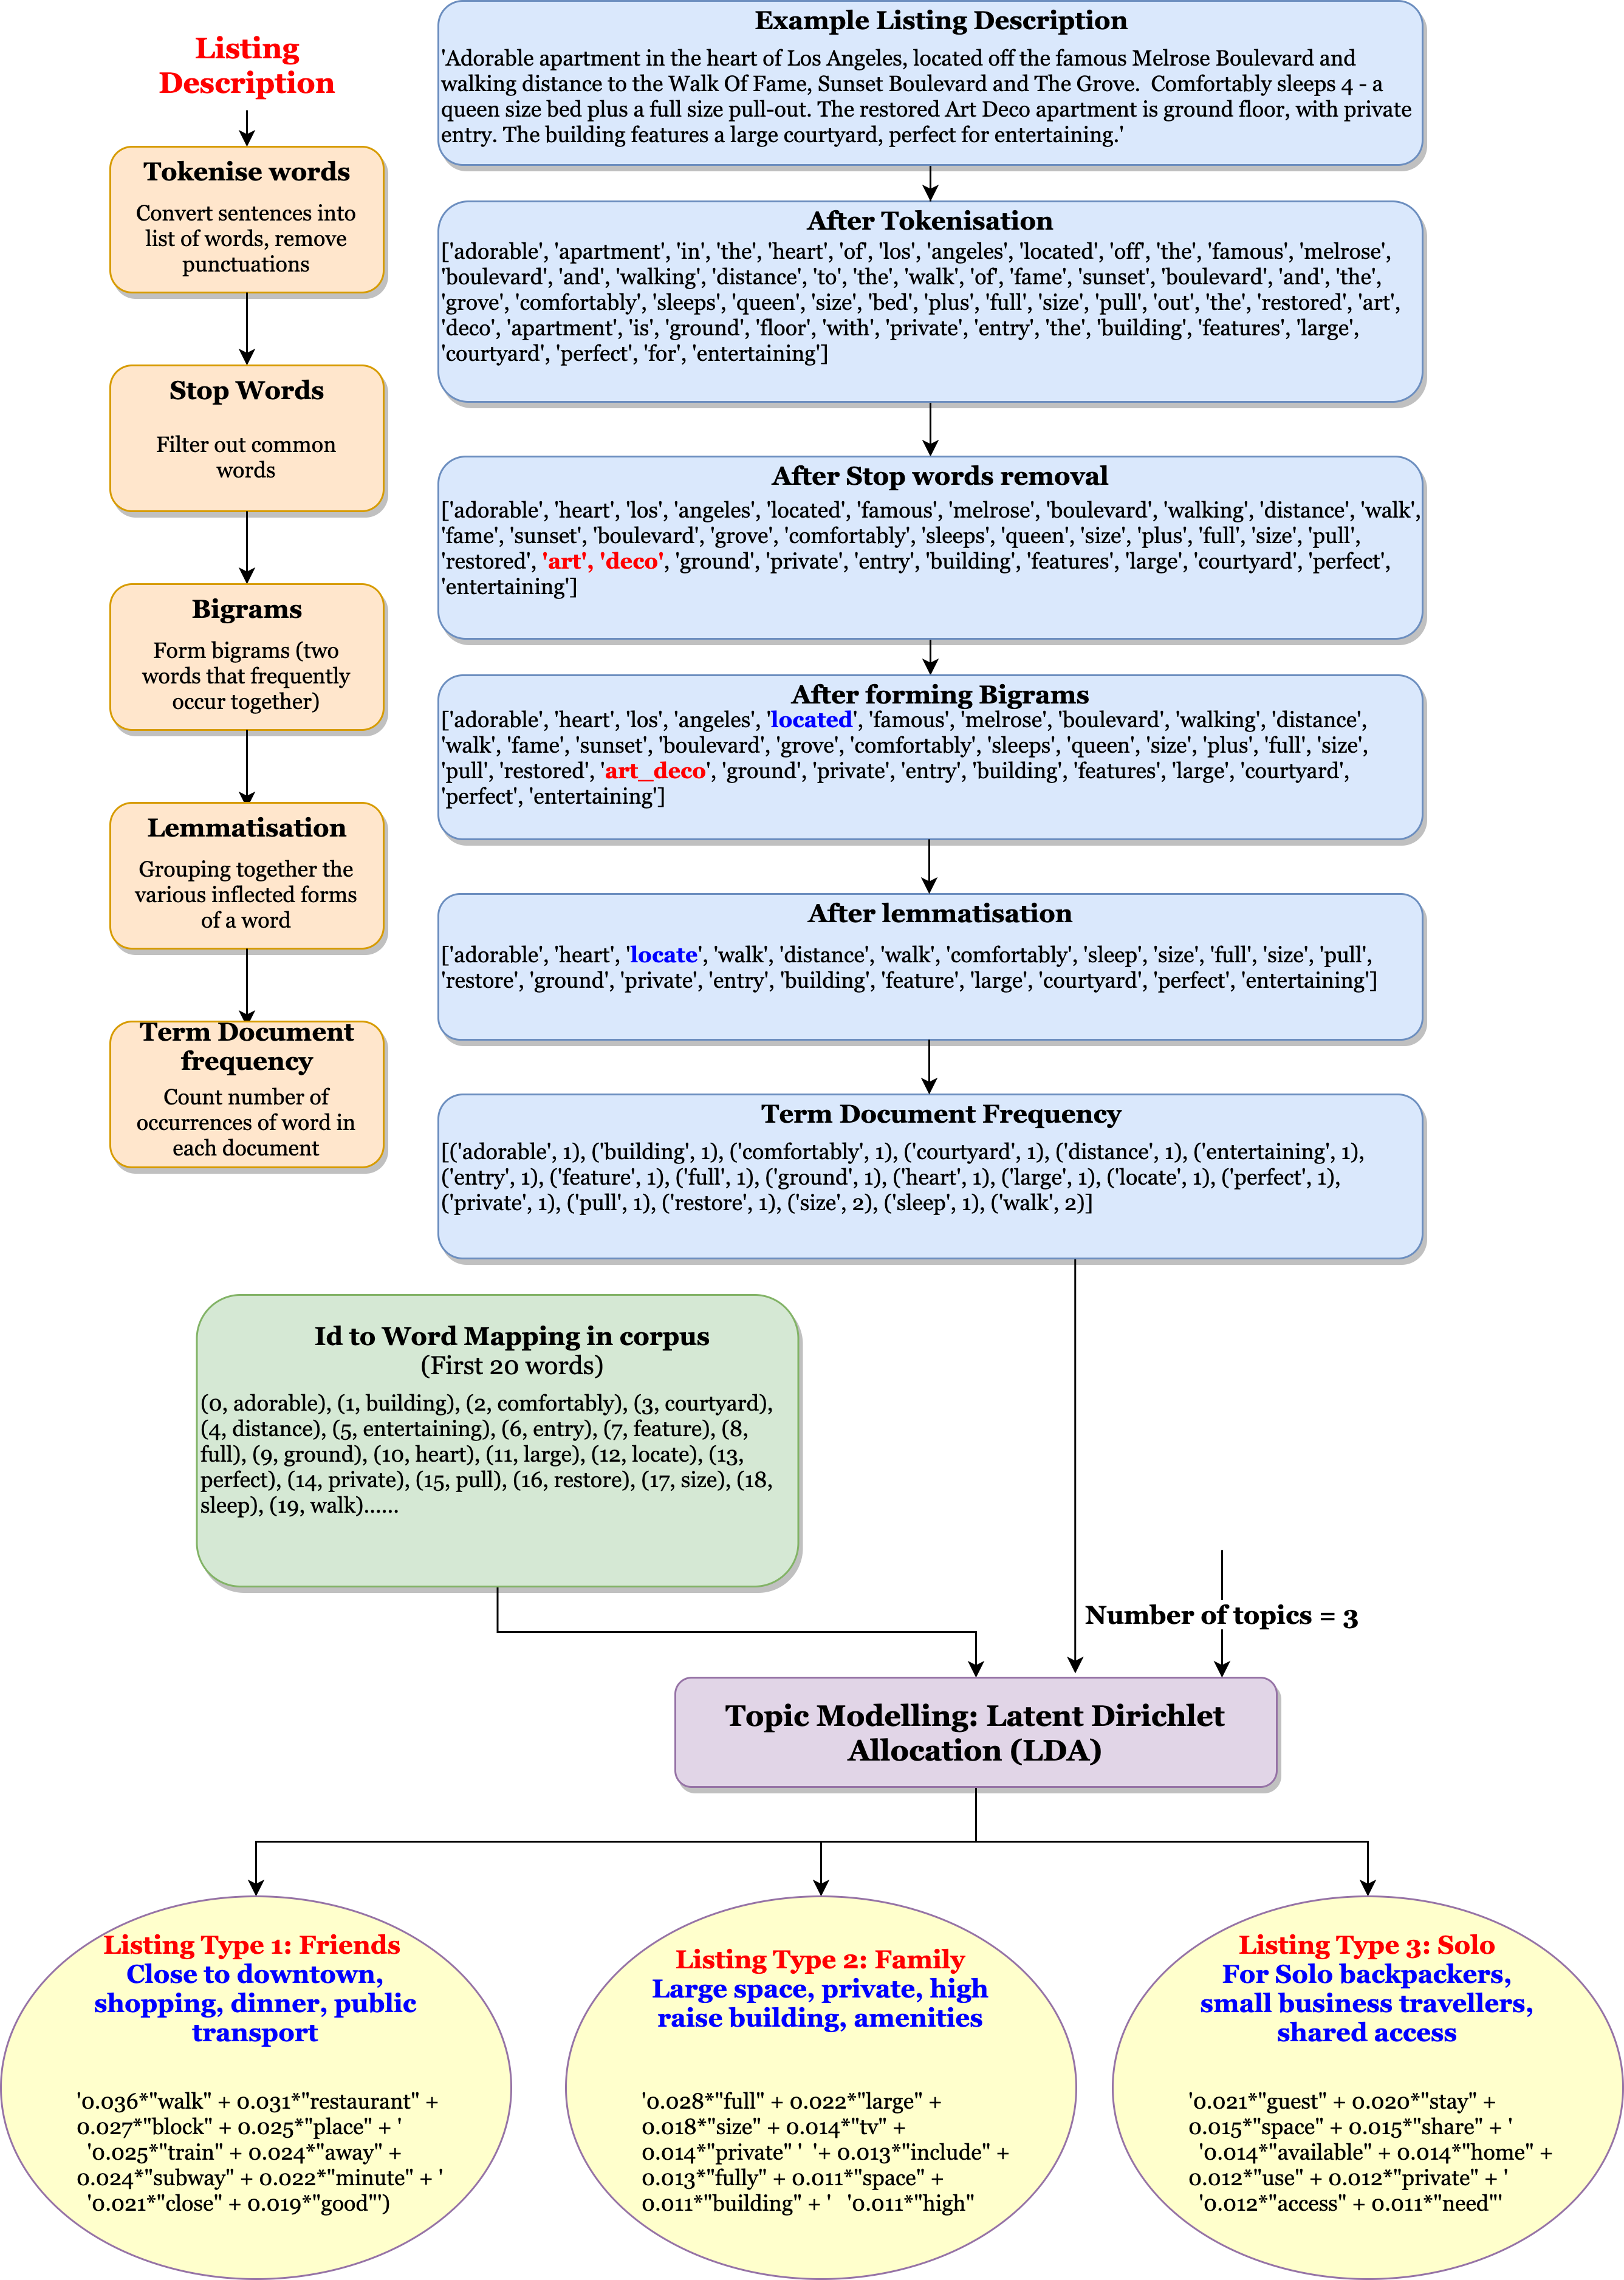 Listing
Description
Tokenise words
Convert sentences into
list of words, remove
punctuations
Stop Words
Filter out common
words
Bigrams
Form bigrams (two
words that frequently
occur together)
Lemmatisation
Grouping together the
various inflected forms
of a word
Term Document
frequency
Count number of
occurrences of word in
each document
Example Listing Description
'Adorable apartment in the heart of Los Angeles, located off the famous Melrose Boulevard and
walking distance to the Walk Of Fame, Sunset Boulevard and The Grove.  Comfortably sleeps 4 - a
queen size bed plus a full size pull-out. The restored Art Deco apartment is ground floor, with private
entry. The building features a large courtyard, perfect for entertaining.'
After Tokenisation
['adorable', 'apartment', 'in', 'the', 'heart', 'of', 'los', 'angeles', 'located', 'off', 'the', 'famous', 'melrose',
'boulevard', 'and', 'walking', 'distance', 'to', 'the', 'walk', 'of', 'fame', 'sunset', 'boulevard', 'and', 'the',
'grove', 'comfortably', 'sleeps', 'queen', 'size', 'bed', 'plus', 'full', 'size', 'pull', 'out', 'the', 'restored', 'art',
'deco', 'apartment', 'is', 'ground', 'floor', 'with', 'private', 'entry', 'the', 'building', 'features', 'large',
'courtyard', 'perfect', 'for', 'entertaining']
After Stop words removal
['adorable', 'heart', 'los', 'angeles', 'located', 'famous', 'melrose', 'boulevard', 'walking', 'distance', 'walk',
'fame', 'sunset', 'boulevard', 'grove', 'comfortably', 'sleeps', 'queen', 'size', 'plus', 'full', 'size', 'pull',
'restored', 'art', 'deco', 'ground', 'private', 'entry', 'building', 'features', 'large', 'courtyard', 'perfect',
'entertaining']
After forming Bigrams
['adorable', 'heart', 'los', 'angeles', 'located', 'famous', 'melrose', 'boulevard', 'walking', 'distance',
'walk', 'fame', 'sunset', 'boulevard', 'grove', 'comfortably', 'sleeps', 'queen', 'size', 'plus', 'full', 'size',
'pull', 'restored', 'art_deco', 'ground', 'private', 'entry', 'building', 'features', 'large', 'courtyard',
'perfect', 'entertaining']
After lemmatisation
['adorable', 'heart', 'locate', 'walk', 'distance', 'walk', 'comfortably', 'sleep', 'size', 'full', 'size', 'pull',
'restore', 'ground', 'private', 'entry', 'building', 'feature', 'large', 'courtyard', 'perfect', 'entertaining']
Term Document Frequency
[('adorable', 1), ('building', 1), ('comfortably', 1), ('courtyard', 1), ('distance', 1), ('entertaining', 1),
('entry', 1), ('feature', 1), ('full', 1), ('ground', 1), ('heart', 1), ('large', 1), ('locate', 1), ('perfect', 1),
('private', 1), ('pull', 1), ('restore', 1), ('size', 2), ('sleep', 1), ('walk', 2)]
Id to Word Mapping in corpus
(First 20 words)
(0, adorable), (1, building), (2, comfortably), (3, courtyard),
(4, distance), (5, entertaining), (6, entry), (7, feature), (8,
full), (9, ground), (10, heart), (11, large), (12, locate), (13,
perfect), (14, private), (15, pull), (16, restore), (17, size), (18,
sleep), (19, walk)......
Number of topics = 3
Topic Modelling: Latent Dirichlet
Allocation (LDA)
Listing Type 1: Friends
Close to downtown,
shopping, dinner, public
transport
'0.036*"walk" + 0.031*"restaurant" +
0.027*"block" + 0.025*"place" + '
'0.025*"train" + 0.024*"away" +
0.024*"subway" + 0.022*"minute" + '
'0.021*"close" + 0.019*"good"')
Listing Type 2: Family
Large space, private, high
raise building, amenities
'0.028*"full" + 0.022*"large" +
0.018*"size" + 0.014*"tv" +
0.014*"private" '  '+ 0.013*"include" +
0.013*"fully" + 0.011*"space" +
0.011*"building" + '   '0.011*"high"
Listing Type 3: Solo
For Solo backpackers,
small business travellers,
shared access
'0.021*"guest" + 0.020*"stay" +
0.015*"space" + 0.015*"share" + '
'0.014*"available" + 0.014*"home" +
0.012*"use" + 0.012*"private" + '
'0.012*"access" + 0.011*"need"'